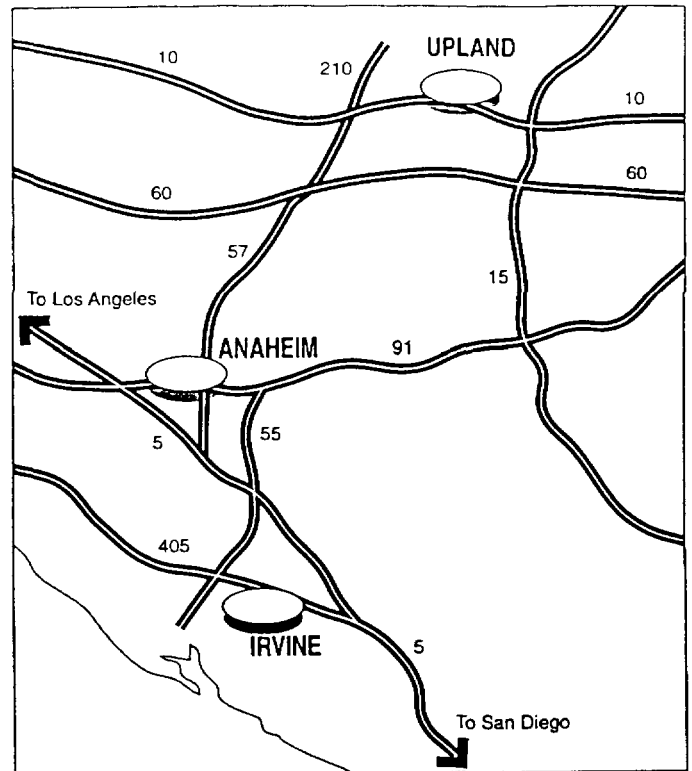 UPLAND
10
210
10
60
60
57
15
To Los Angeles
ANAHEIM
91
5
55
405
IRVINE
5
To San Diego